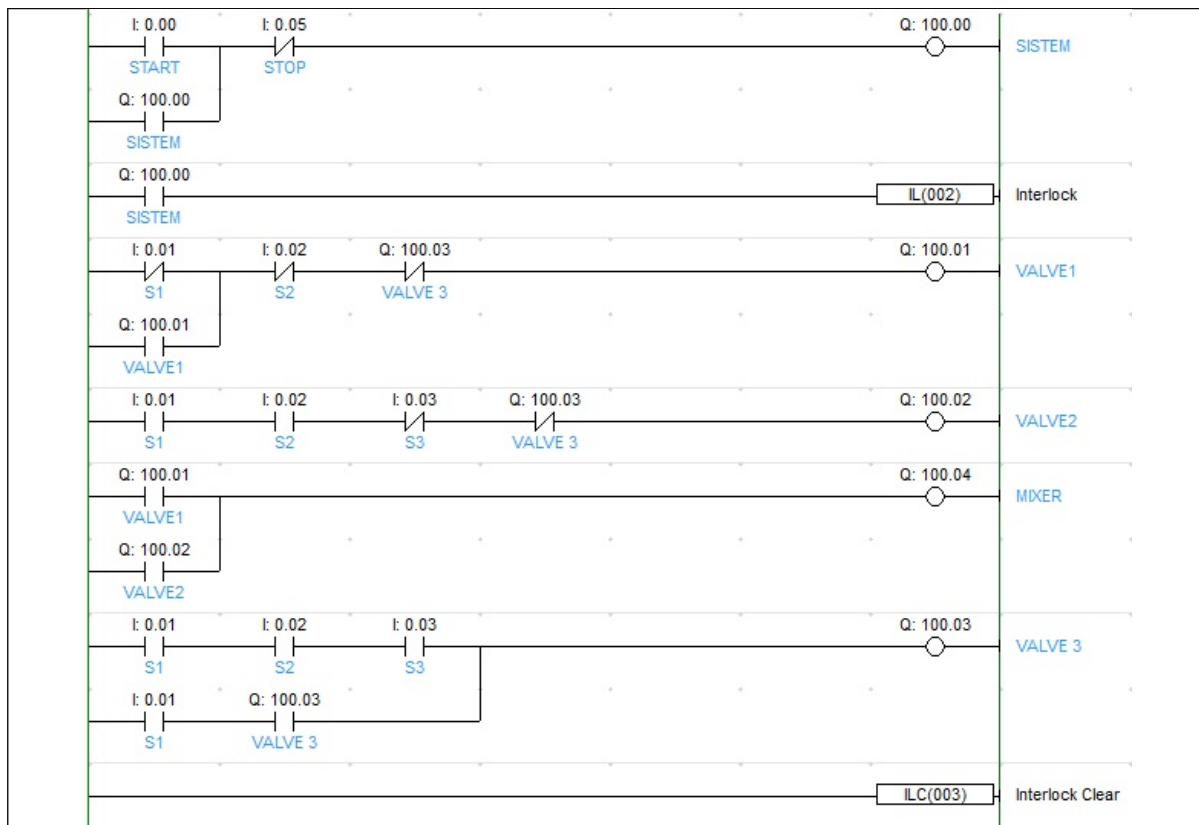 I: 0.00 I: 0.05 Q: 100.00
SISTEM
START STOP
Q: 100.00
SISTEM
Q: 100.00
IL(002) Interlock
SISTEM
I: 0.01 I: 0.02 Q: 100.03 Q: 100.01
VALVE1
S1 S2 VALVE 3
Q: 100.01
VALVE1
I: 0.01 I: 0.02 I: 0.03 Q: 100.03 Q: 100.02
VALVE2
S1 S2 S3 VALVE 3
Q: 100.01 Q: 100.04
MIXER
VALVE1
Q: 100.02
VALVE2
I: 0.01 I: 0.02 I: 0.03 Q: 100.03
VALVE 3
S1 S2 S3
I: 0.01 Q: 100.03
S1 VALVE 3
ILC(003) Interlock Clear